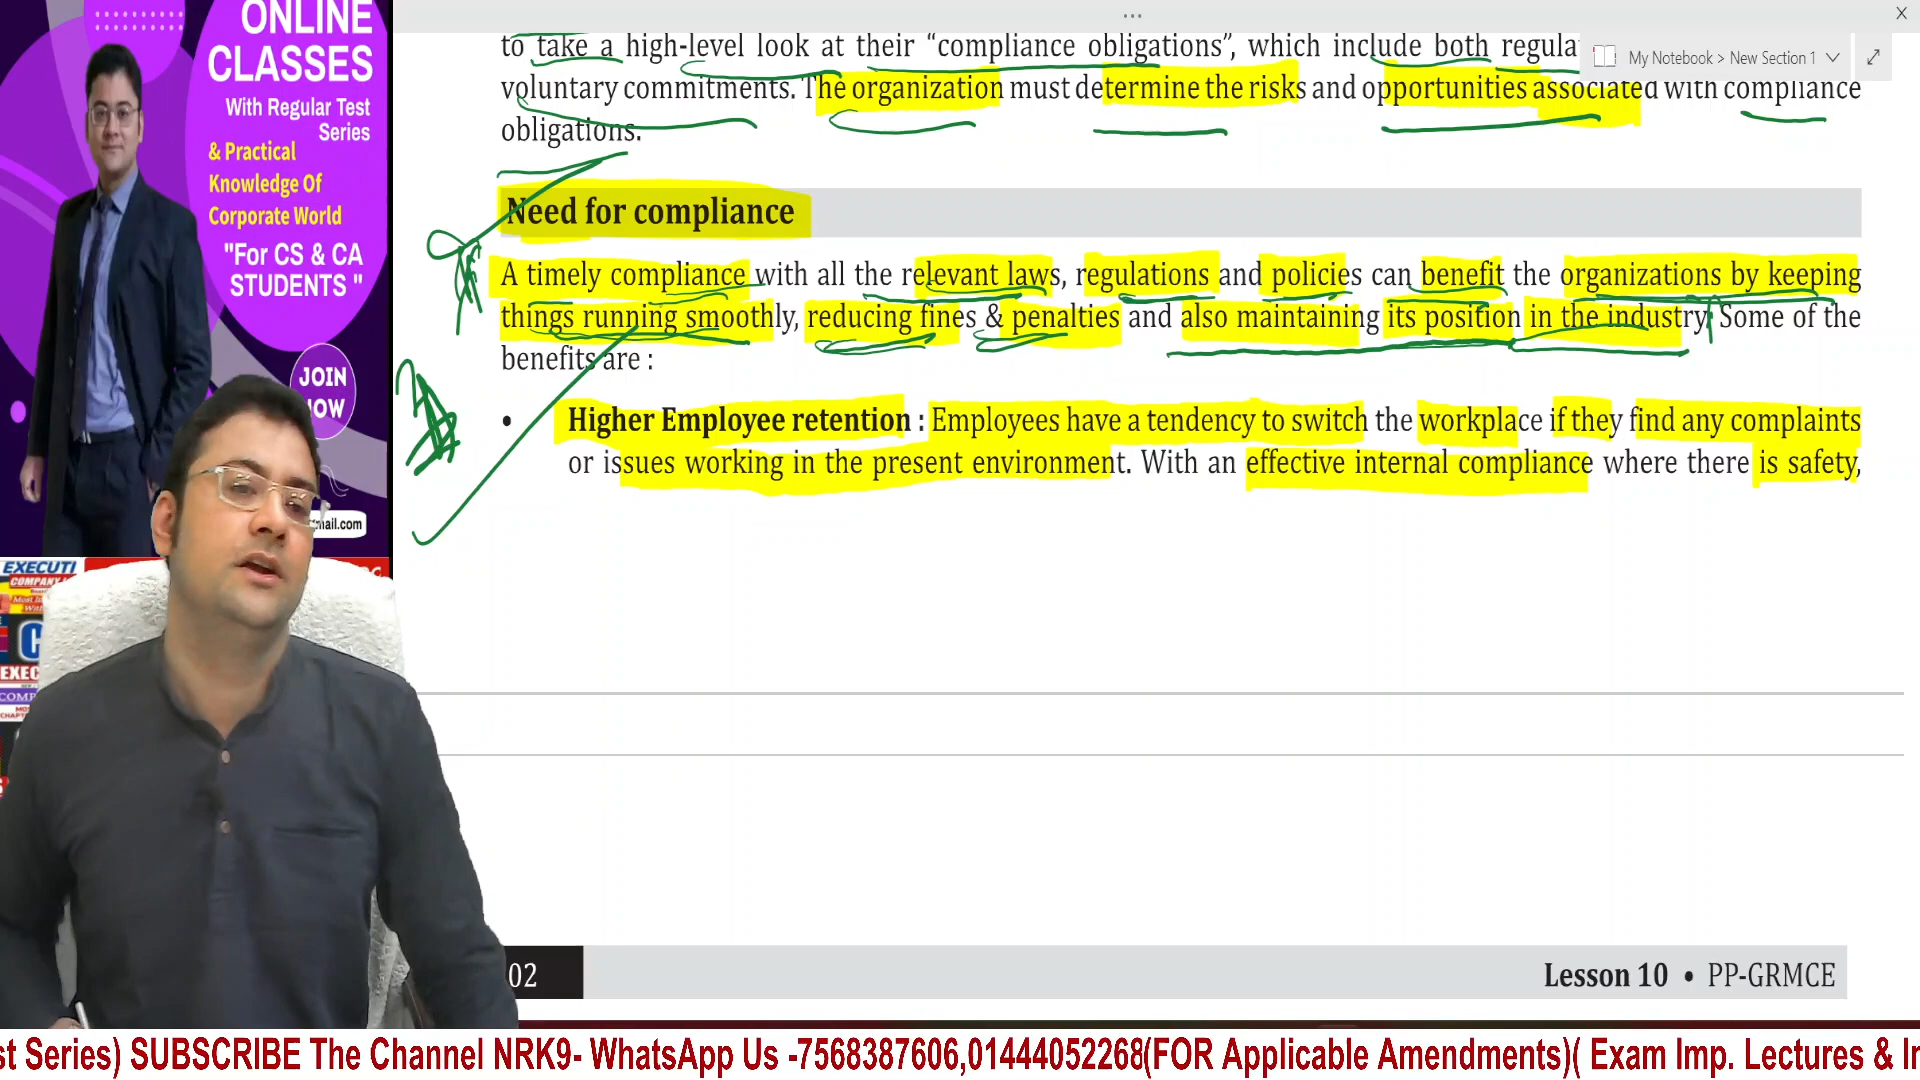 ONLINE
CLASSES
With Regular Test
Series
& Practical
Knowledge Of
Corporate World
"For CS & CA
STUDENTS "
JOIN
NOW
mail.com
EXECUTI
COMPANY
EXEC
COMP
...
X
My Notebook > New Section 1
to take a high-level look at their “compliance obligations”, which include both regula
voluntary commitments. The organization must determine the risks and opportunities associated with compliance
obligations.
Need for compliance
A timely compliance with all the relevant laws, regulations and policies can benefit the organizations by keeping
things running smoothly, reducing fines & penalties and also maintaining its position in the industry. Some of the
benefits are :
• Higher Employee retention : Employees have a tendency to switch the workplace if they find any complaints
or issues working in the present environment. With an effective internal compliance where there is safety,
02
Lesson 10 • PP-GRMCE
st Series) SUBSCRIBE The Channel NRK9- WhatsApp Us -7568387606,01444052268(FOR Applicable Amendments)( Exam Imp. Lectures & I